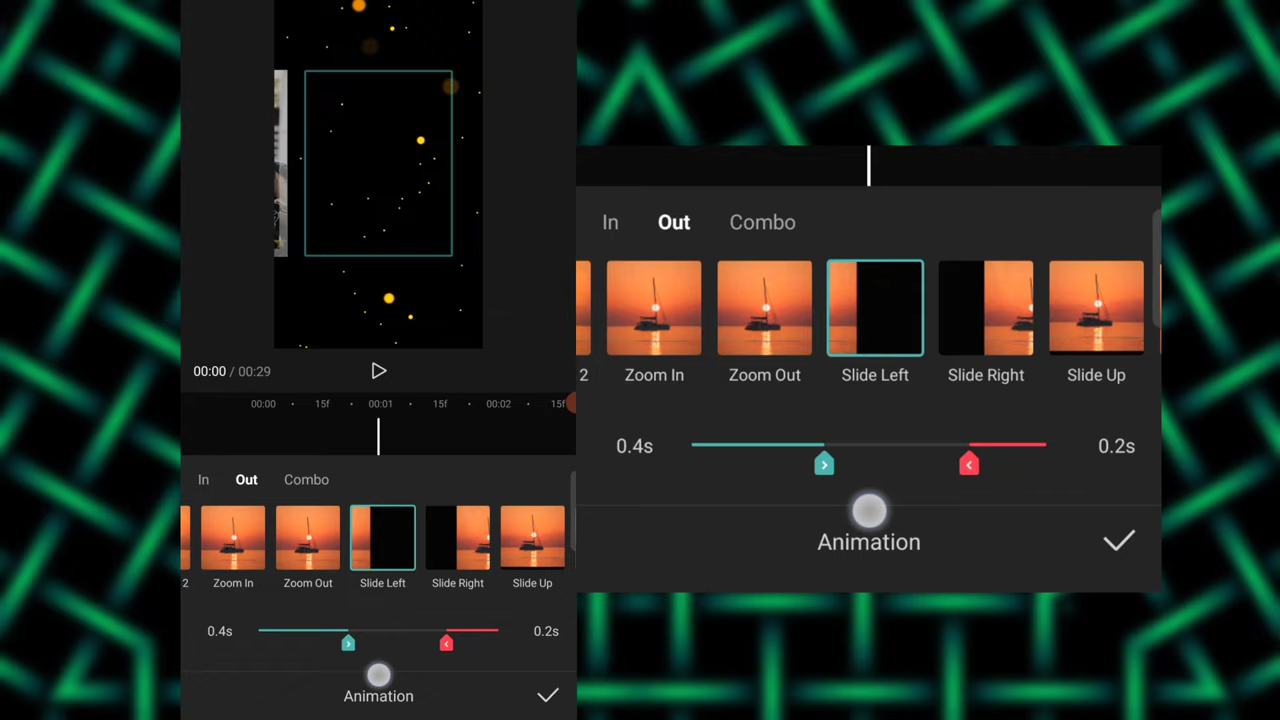 00:00 / 00:29
00:00 15f 00:01 15f 00:02 15f
In Out Combo
Zoom In Zoom Out Slide Left Slide Right Slide Up
0.4s 0.2s
Animation
In Out Combo
2 Zoom In Zoom Out Slide Left Slide Right Slide Up
0.4s 0.2s
Animation